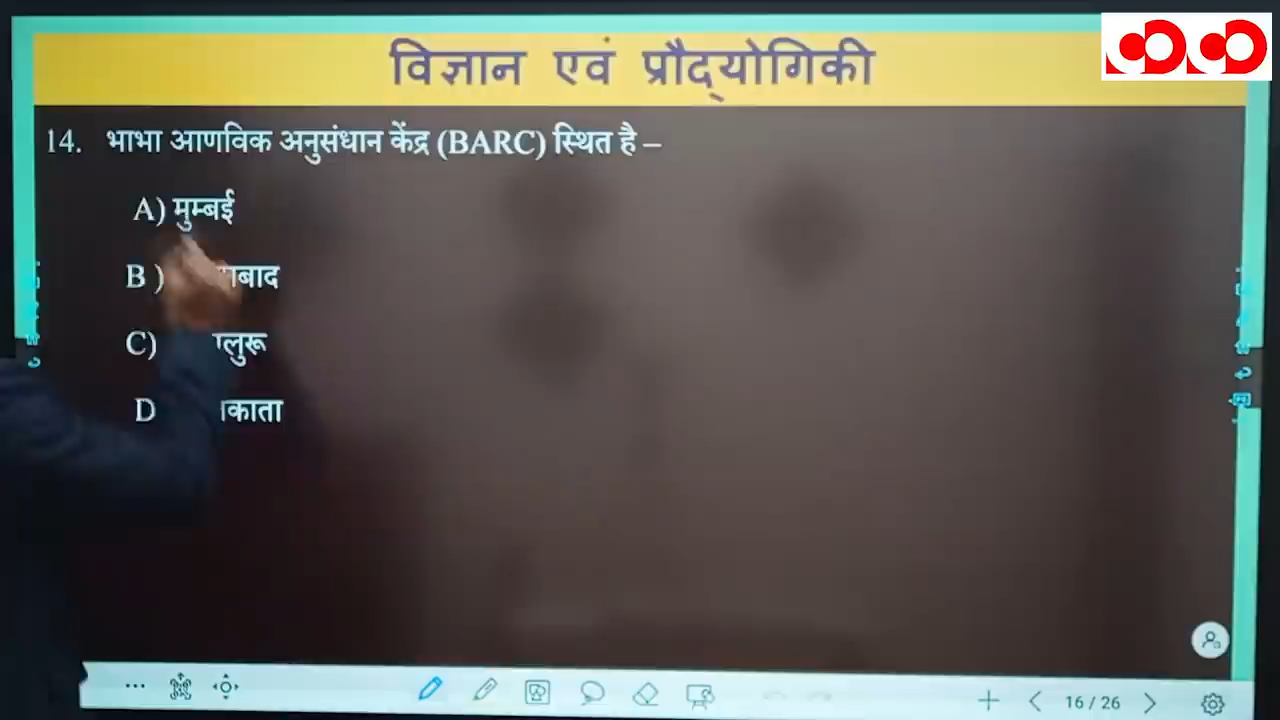 विज्ञान एवं प्रौद्योगिकी
14. भाभा आणविक अनुसंधान केंद्र (BARC) स्थित है –
A) मुम्बई
B )
C)
D
16 / 26